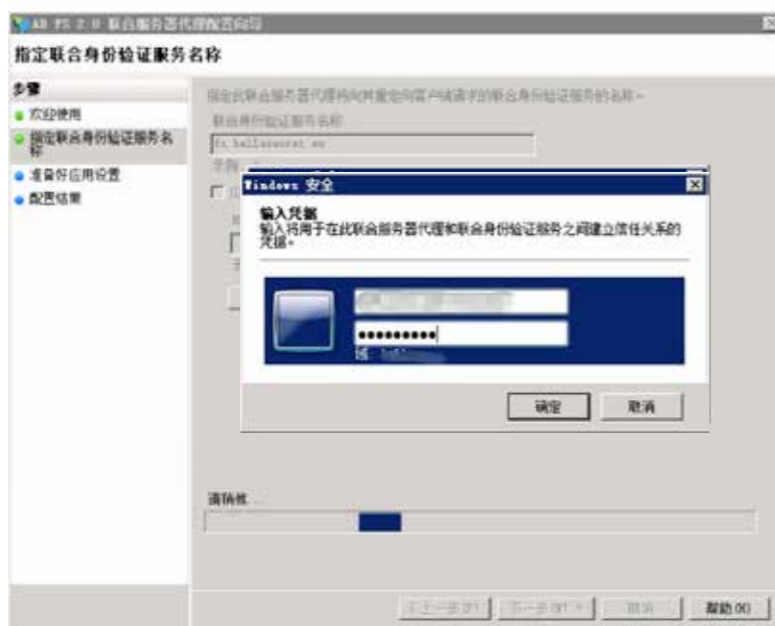 AD FS 2.0 联合服务器代理配置向导
指定联合身份验证服务名称
步骤
欢迎使用
指定联合身份验证服务名
称
准备好应用设置
配置结果
指定此联合服务器代理将向其重定向客户端请求的联合身份验证服务的名称。
联合身份验证服务名称
示例:
Windows 安全
输入凭据
输入将用于在此联合服务器代理和联合身份验证服务之间建立信任关系的
凭据。
域:
确定
取消
请稍候...
<上一步(P)
下一步(N) >
取消
帮助(H)